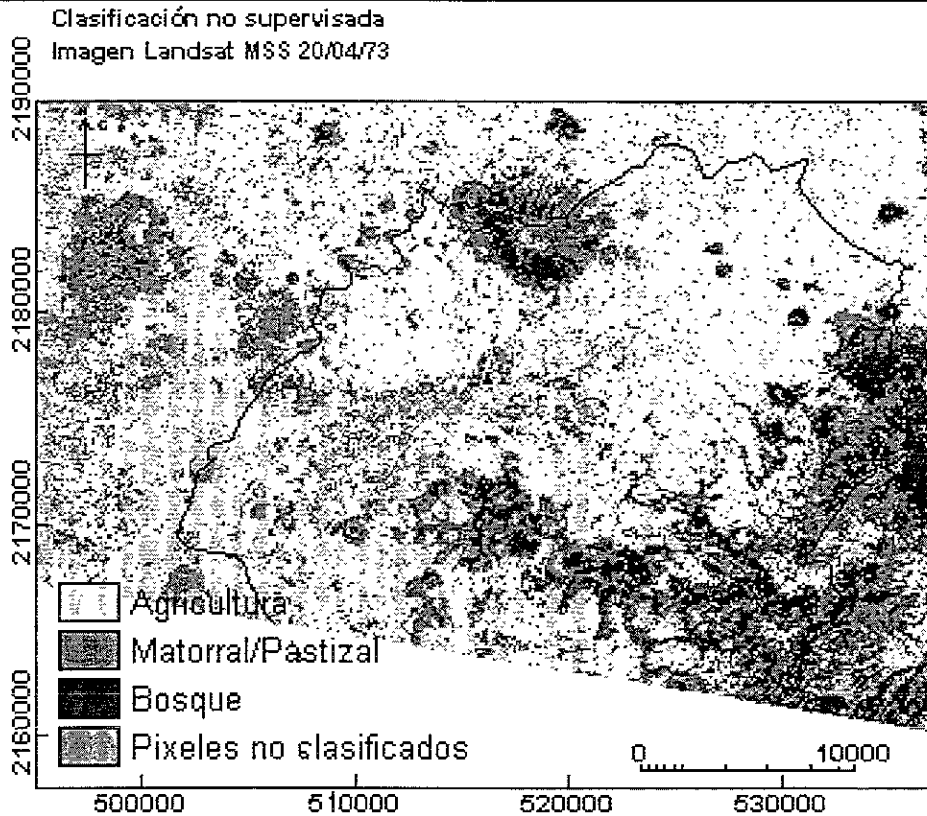 Clasificación no supervisada
Imagen Landsat MSS 20/04/73
2190000
2180000
2170000
2160000
Agricultura
Matorral/Pastizal
Bosque
Pixeles no clasificados
0 10000
500000 510000 520000 530000